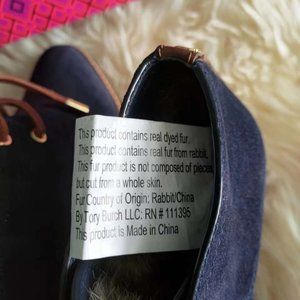 This product contains real dyed fur.
This product contains real fur from rabbit.
This fur product is not composed of pieces,
but cut from a whole skin.
Fur Country of Origin: Rabbit/China
By Tory Burch LLC: RN # 111395
This product is Made in China